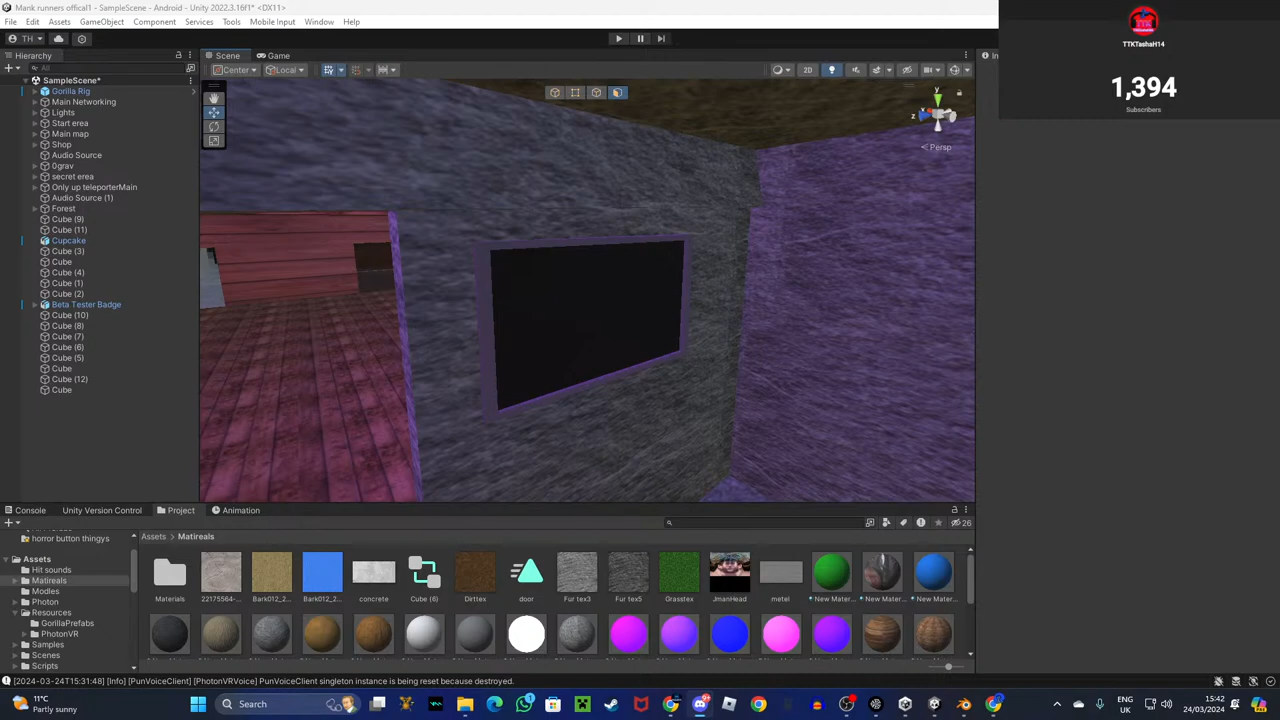 Mank runners offical1 - SampleScene - Android - Unity 2022.3.16f1* <DX11>
File Edit Assets GameObject Component Services Tools Mobile Input Window Help
TH
Hierarchy
All
SampleScene*
Gorilla Rig
Main Networking
Lights
Start erea
Main map
Shop
Audio Source
0grav
secret erea
Only up teleporterMain
Audio Source (1)
Forest
Cube (9)
Cube (11)
Cupcake
Cube (3)
Cube
Cube (4)
Cube (1)
Cube (2)
Beta Tester Badge
Cube (10)
Cube (8)
Cube (7)
Cube (6)
Cube (5)
Cube
Cube (12)
Cube
Scene Game
Center Local 2D
y
x
z
Persp
TTKTashaH14
1,394
Subscribers
Console Unity Version Control Project Animation
26
horror button thingys
Assets
Hit sounds
Matireals
Modles
Photon
Resources
GorillaPrefabs
PhotonVR
Samples
Scenes
Scripts
Assets > Matireals
Materials 22175564-... Bark012_2... Bark012_2... concrete Cube (6) Dirttex door Fur tex3 Fur tex5 Grasstex JmanHead metel New Mater... New Mater... New Mater...
[2024-03-24T15:31:48] [Info] [PunVoiceClient] [PhotonVRVoice] PunVoiceClient singleton instance is being reset because destroyed.
11°C
Partly sunny
Search
ENG
UK
15:42
24/03/2024